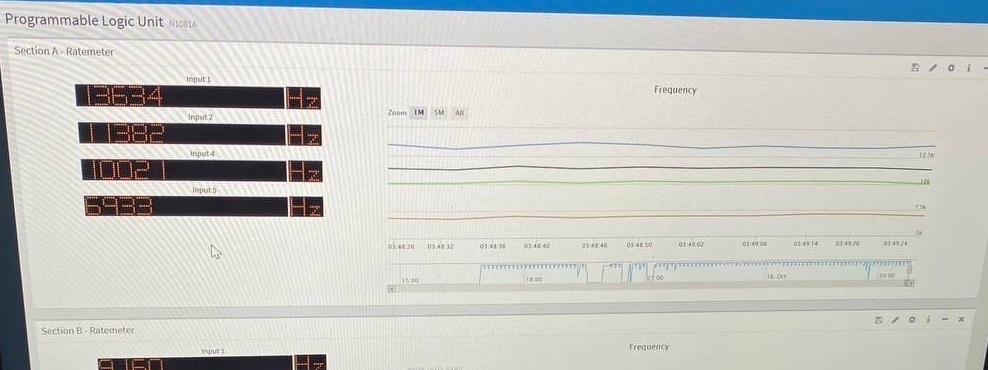 Programmable Logic Unit N1081A
Section A - Ratemeter
Input 1
13634 Hz
Input 2
11382 Hz
Input 4
10021 Hz
Input 5
6933 Hz
Frequency
Zoom 1M 5M All
12.5k
10k
7.5k
5k
03:48:26 03:48:32 03:48:36 03:48:40 03:48:46 03:48:50 03:49:02 03:49:08 03:49:14 03:49:20 03:49:24
15:00 18:00 21:00 16. Oct 03:00
Section B - Ratemeter
Input 1
9160 Hz
Frequency